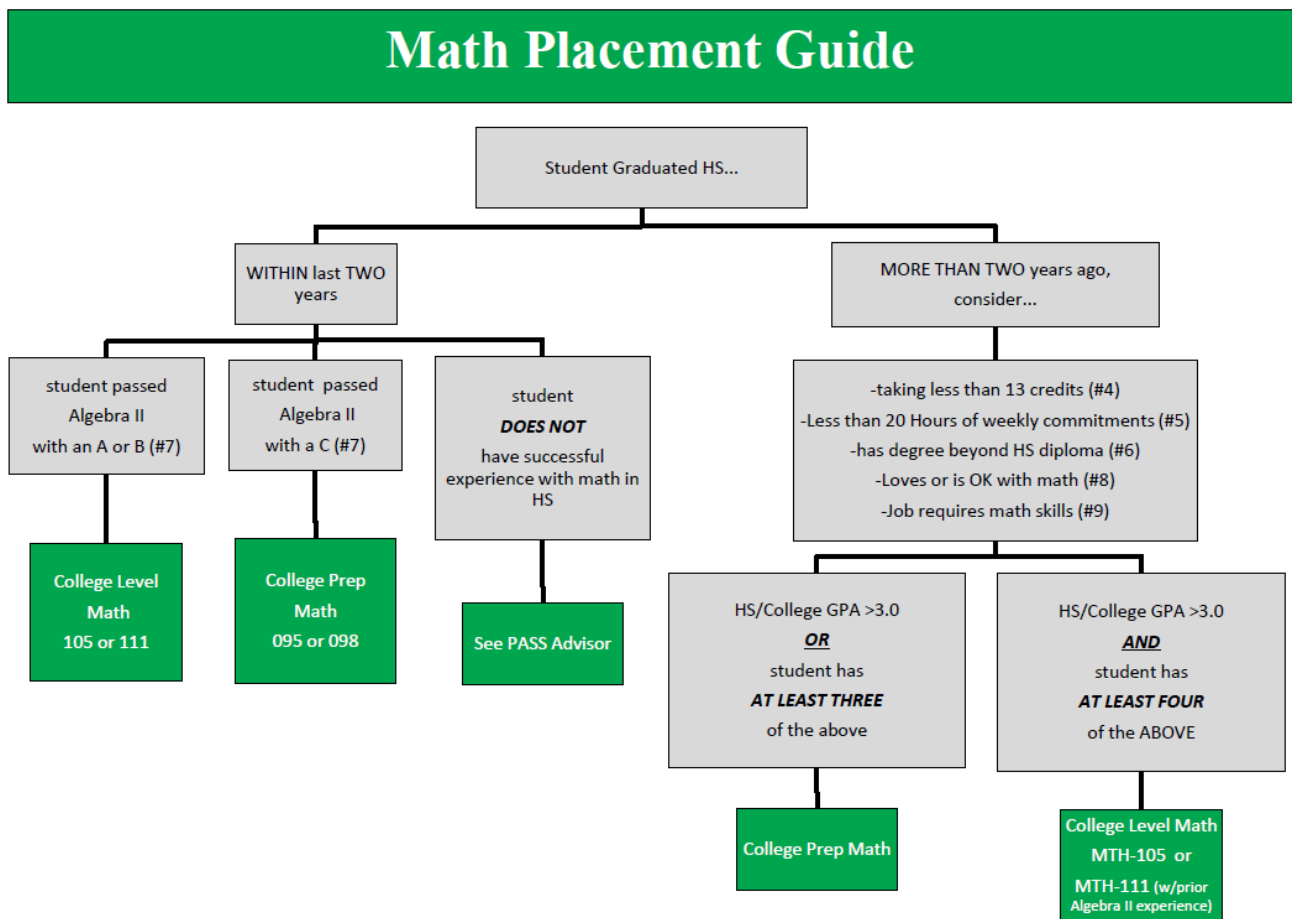 Math Placement Guide
Student Graduated HS...
WITHIN last TWO
years
MORE THAN TWO years ago,
consider...
student passed
Algebra II
with an A or B (#7)
student passed
Algebra II
with a C (#7)
student
DOES NOT
have successful
experience with math in
HS
-taking less than 13 credits (#4)
-Less than 20 Hours of weekly commitments (#5)
-has degree beyond HS diploma (#6)
-Loves or is OK with math (#8)
-Job requires math skills (#9)
College Level
Math
105 or 111
College Prep
Math
095 or 098
See PASS Advisor
HS/College GPA >3.0
OR
student has
AT LEAST THREE
of the above
HS/College GPA >3.0
AND
student has
AT LEAST FOUR
of the ABOVE
College Prep Math
College Level Math
MTH-105 or
MTH-111 (w/prior
Algebra II experience)